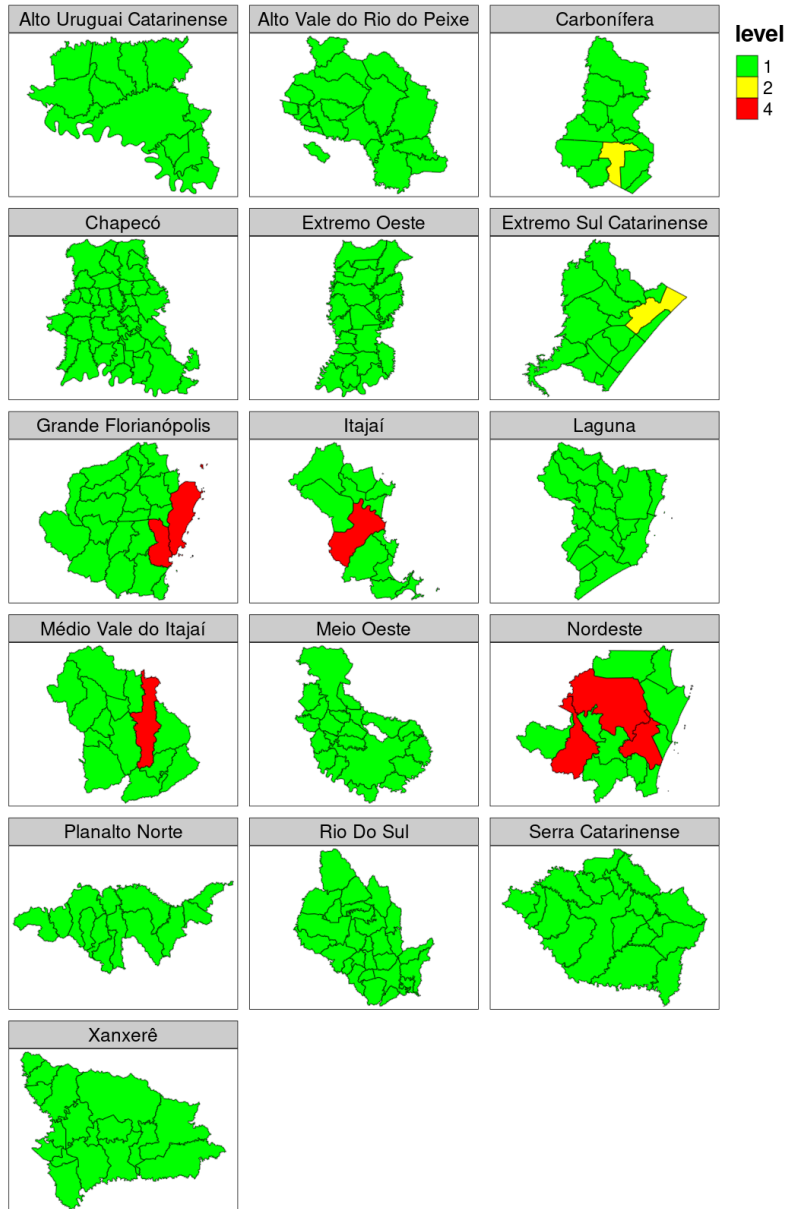 Alto Uruguai Catarinense
Alto Vale do Rio do Peixe
Carbonífera
level
1
2
4
Chapecó
Extremo Oeste
Extremo Sul Catarinense
Grande Florianópolis
Itajaí
Laguna
Médio Vale do Itajaí
Meio Oeste
Nordeste
Planalto Norte
Rio Do Sul
Serra Catarinense
Xanxerê